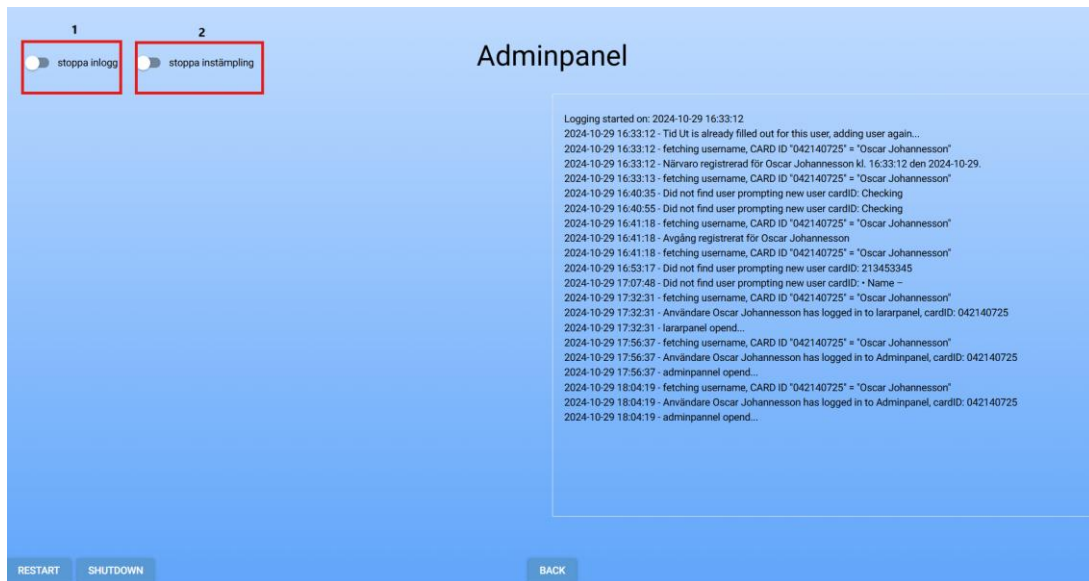 1
2
stoppa inlogg
stoppa instämpling
Adminpanel
Logging started on: 2024-10-29 16:33:12
2024-10-29 16:33:12 - Tid Ut is already filled out for this user, adding user again...
2024-10-29 16:33:12 - fetching username, CARD ID "042140725" = "Oscar Johannesson"
2024-10-29 16:33:12 - Närvaro registrerad för Oscar Johannesson kl. 16:33:12 den 2024-10-29.
2024-10-29 16:33:13 - fetching username, CARD ID "042140725" = "Oscar Johannesson"
2024-10-29 16:40:35 - Did not find user prompting new user cardID: Checking
2024-10-29 16:40:55 - Did not find user prompting new user cardID: Checking
2024-10-29 16:41:18 - fetching username, CARD ID "042140725" = "Oscar Johannesson"
2024-10-29 16:41:18 - Avgång registrerat för Oscar Johannesson
2024-10-29 16:41:18 - fetching username, CARD ID "042140725" = "Oscar Johannesson"
2024-10-29 16:53:17 - Did not find user prompting new user cardID: 213453345
2024-10-29 17:07:48 - Did not find user prompting new user cardID: • Name –
2024-10-29 17:32:31 - fetching username, CARD ID "042140725" = "Oscar Johannesson"
2024-10-29 17:32:31 - Användare Oscar Johannesson has logged in to lararpanel, cardID: 042140725
2024-10-29 17:32:31 - lararpanel opend...
2024-10-29 17:56:37 - fetching username, CARD ID "042140725" = "Oscar Johannesson"
2024-10-29 17:56:37 - Användare Oscar Johannesson has logged in to Adminpanel, cardID: 042140725
2024-10-29 17:56:37 - adminpannel opend...
2024-10-29 18:04:19 - fetching username, CARD ID "042140725" = "Oscar Johannesson"
2024-10-29 18:04:19 - Användare Oscar Johannesson has logged in to Adminpanel, cardID: 042140725
2024-10-29 18:04:19 - adminpannel opend...
RESTART
SHUTDOWN
BACK